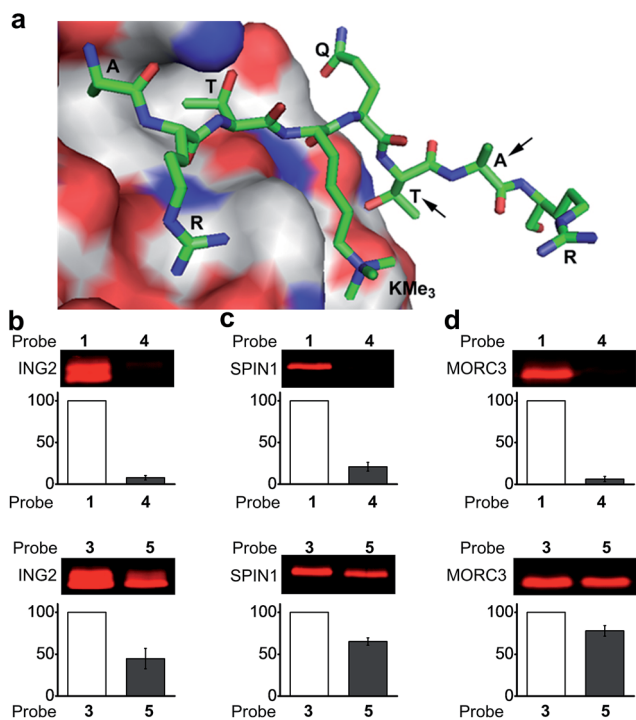 a
A
T
Q
A
T
R
R
KMe3
b c d
Probe 1 4 Probe 1 4 Probe 1 4
ING2 SPIN1 MORC3
100 100 100
50 50 50
0 0 0
Probe 1 4 Probe 1 4 Probe 1 4
Probe 3 5 Probe 3 5 Probe 3 5
ING2 SPIN1 MORC3
100 100 100
50 50 50
0 0 0
Probe 3 5 Probe 3 5 Probe 3 5